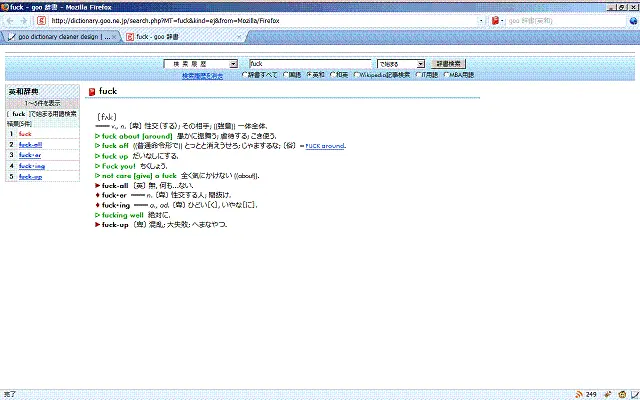 fuck - goo 辞書 - Mozilla Firefox
http://dictionary.goo.ne.jp/search.php?MT=fuck&kind=ej&from=Mozilla/Firefox
goo 辞書(英和)
goo dictionary cleaner design | ...
fuck - goo 辞書
検 索 履 歴
fuck
で始まる
辞書検索
検索履歴を消去
辞書すべて 国語 英和 和英 Wikipedia記事検索 IT用語 MBA用語
英和辞典
1～5件を表示
[ fuck ]で始まる用語検索
結果(5件)
1 fuck
2 fuck-all
3 fuck・er
4 fuck・ing
5 fuck-up
fuck
[fʌk]
━━ v., n. 〔卑〕 性交(する); その相手; ((強意)) 一体全体.
fuck about [around] 愚かに振舞う; 虐待する; こき使う.
fuck off ((普通命令形で)) とっとと消えうせろ; じゃまするな; 〔俗〕 = FUCK around.
fuck up だいなしにする.
Fuck you! ちくしょう.
not care [give] a fuck 全く気にかけない ((about)).
fuck-all 〔英〕 無, 何も…ない.
fuck・er ━━ n. 〔卑〕 性交する人; 間抜け.
fuck・ing ━━ a., ad. 〔卑〕 ひどい[く], いやな[に].
fucking well 絶対に.
fuck-up 〔卑〕 混乱; 大失敗; へまなやつ.
完了
249